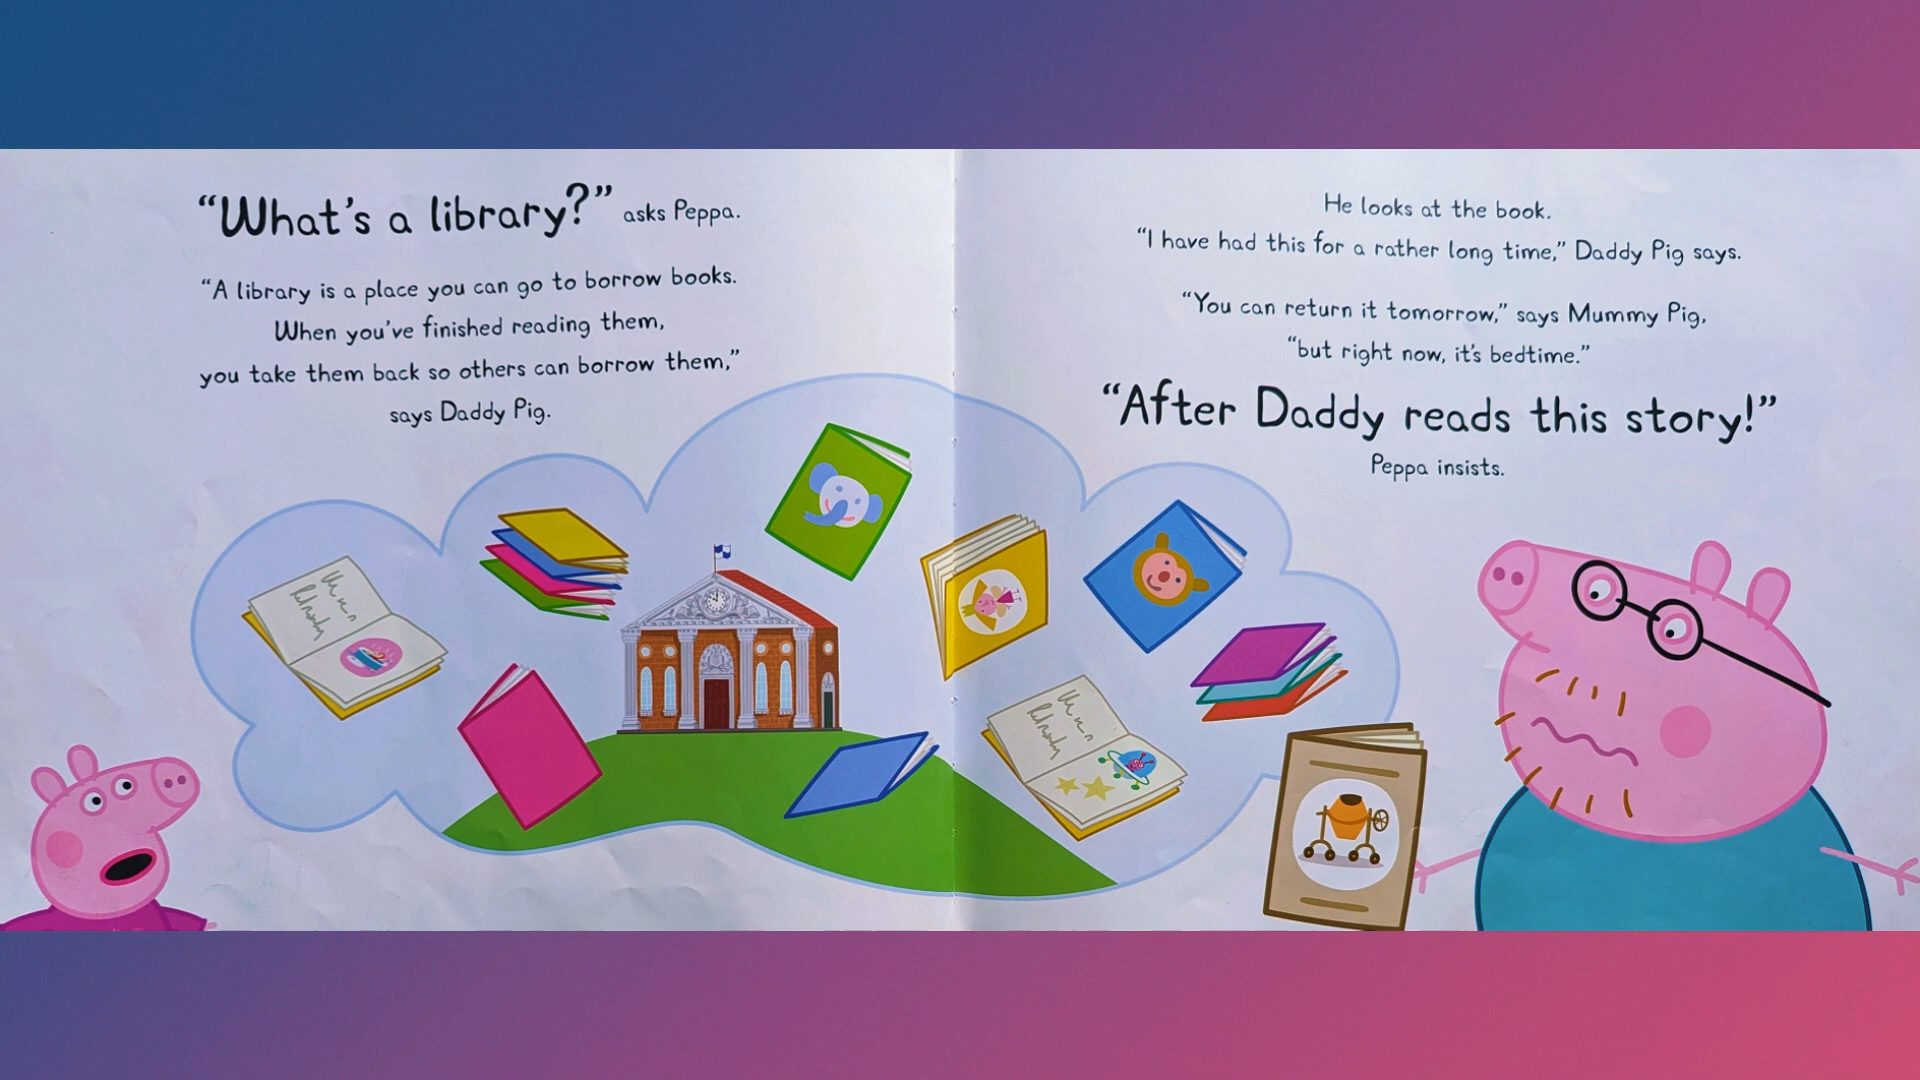 “What's a library?” asks Peppa.
“A library is a place you can go to borrow books.
When you've finished reading them,
you take them back so others can borrow them,”
says Daddy Pig.
He looks at the book.
“I have had this for a rather long time,” Daddy Pig says.
“You can return it tomorrow,” says Mummy Pig,
“but right now, it's bedtime.”
“After Daddy reads this story!”
Peppa insists.